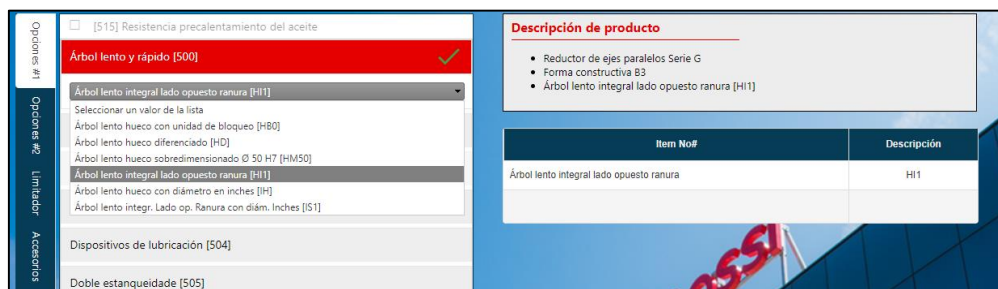 Opciones #1
Opciones #2
Limitador
Accesorios
[515] Resistencia precalentamiento del aceite
Árbol lento y rápido [500]
Árbol lento integral lado opuesto ranura [HI1]
Seleccionar un valor de la lista
Árbol lento hueco con unidad de bloqueo [HB0]
Árbol lento hueco diferenciado [HD]
Árbol lento hueco sobredimensionado Ø 50 H7 [HM50]
Árbol lento integral lado opuesto ranura [HI1]
Árbol lento hueco con diámetro en inches [IH]
Árbol lento integr. Lado op. Ranura con diám. Inches [IS1]
Dispositivos de lubricación [504]
Doble estanqueidade [505]
Descripción de producto
Reductor de ejes paralelos Serie G
Forma constructiva B3
Árbol lento integral lado opuesto ranura [HI1]
Item No# Descripción
Árbol lento integral lado opuesto ranura HI1